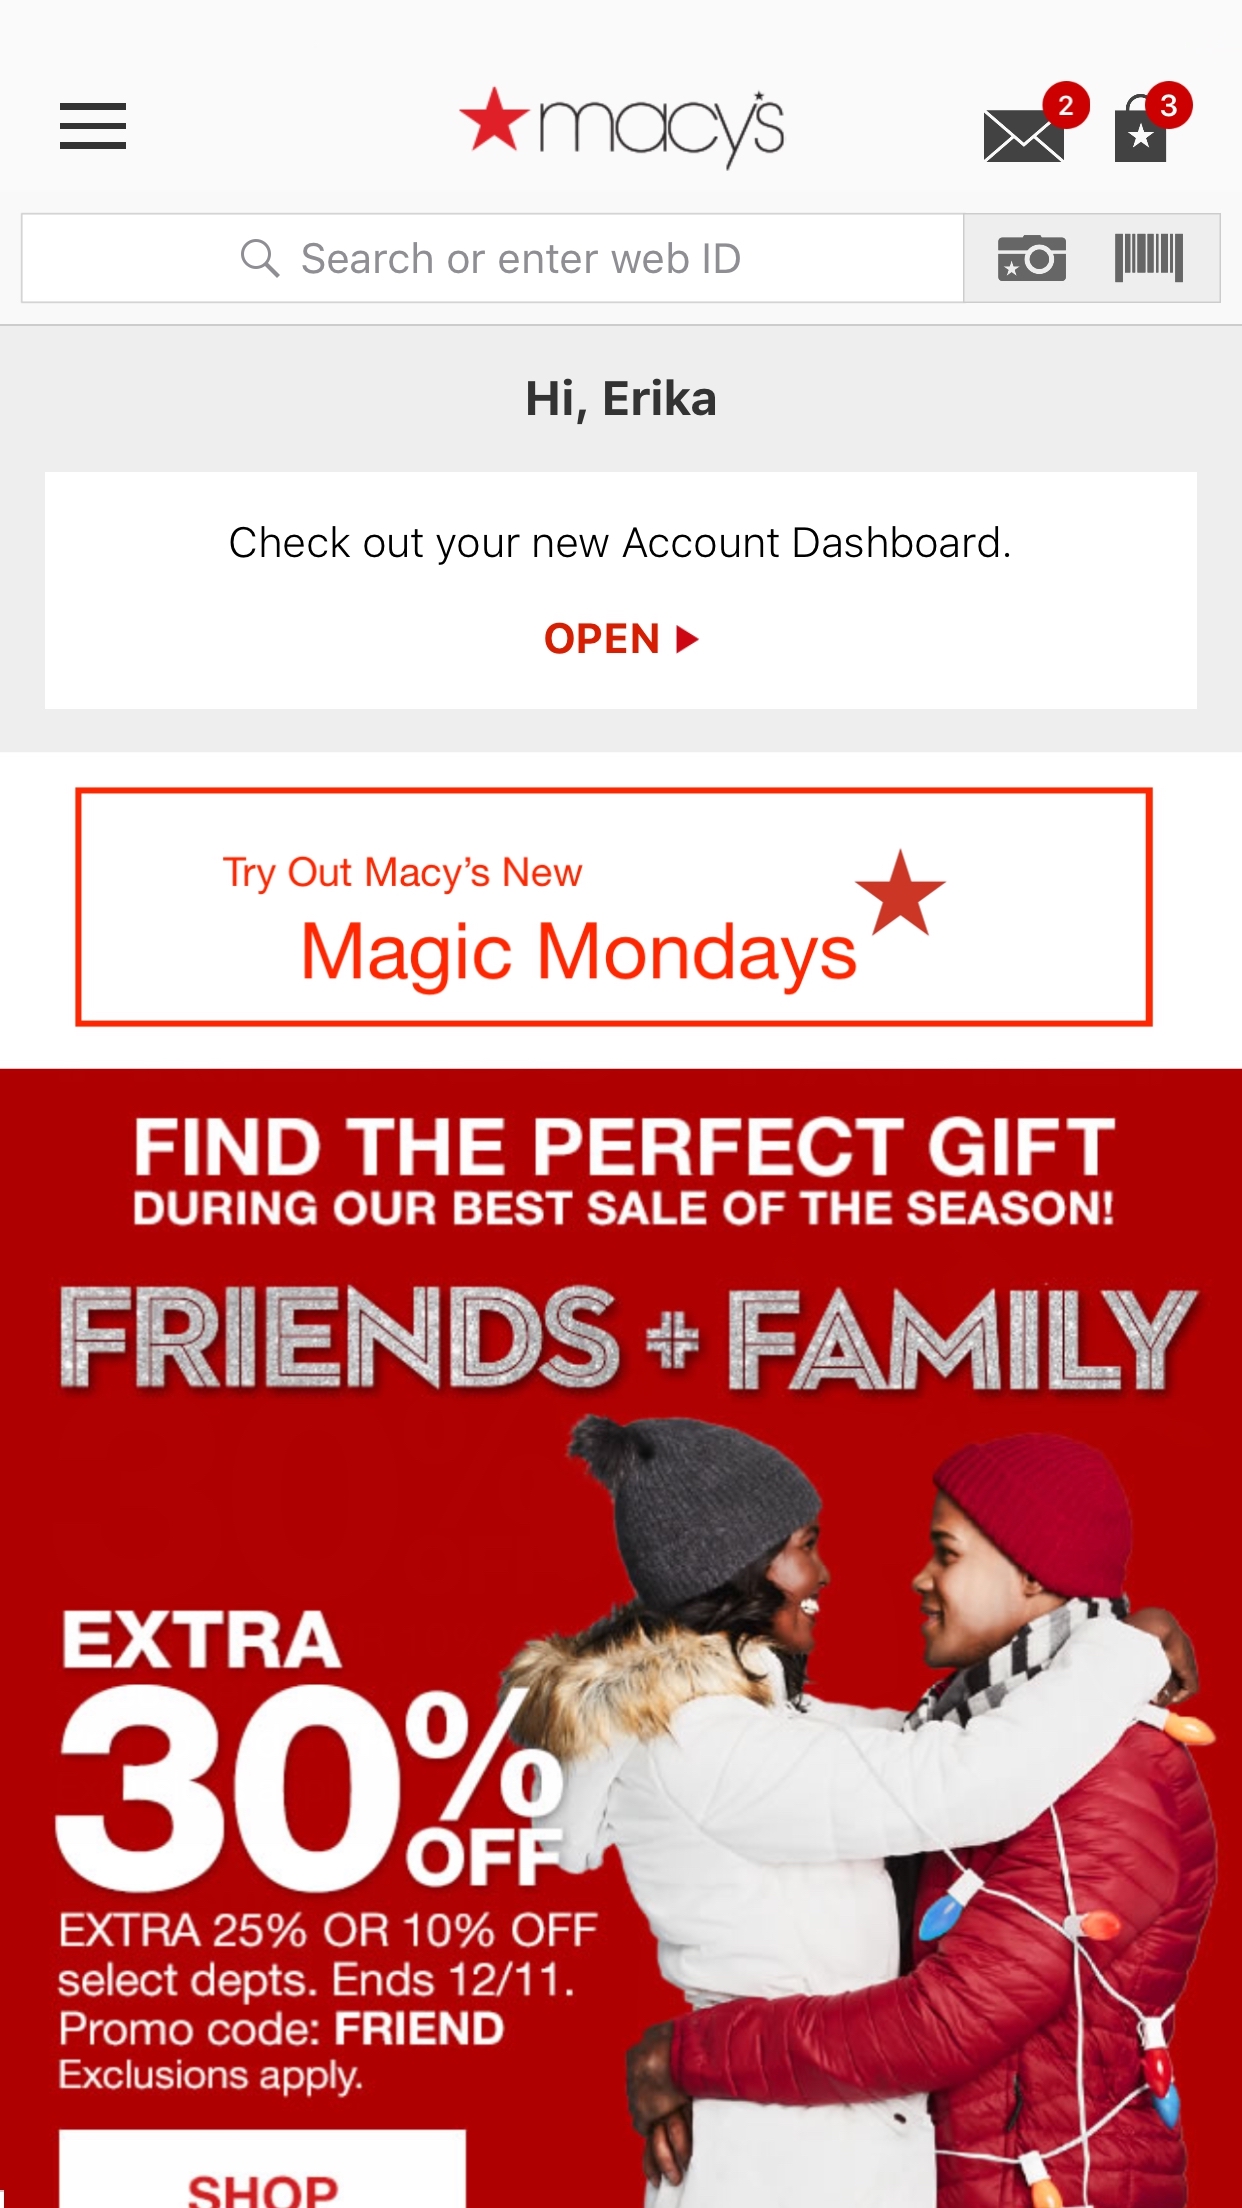 2
3
macy's
Search or enter web ID
Hi, Erika
Check out your new Account Dashboard.
OPEN
Try Out Macy’s New
Magic Mondays
FIND THE PERFECT GIFT
DURING OUR BEST SALE OF THE SEASON!
FRIENDS + FAMILY
EXTRA
30%
OFF
EXTRA 25% OR 10% OFF
select depts. Ends 12/11.
Promo code: FRIEND
Exclusions apply.
SHOP